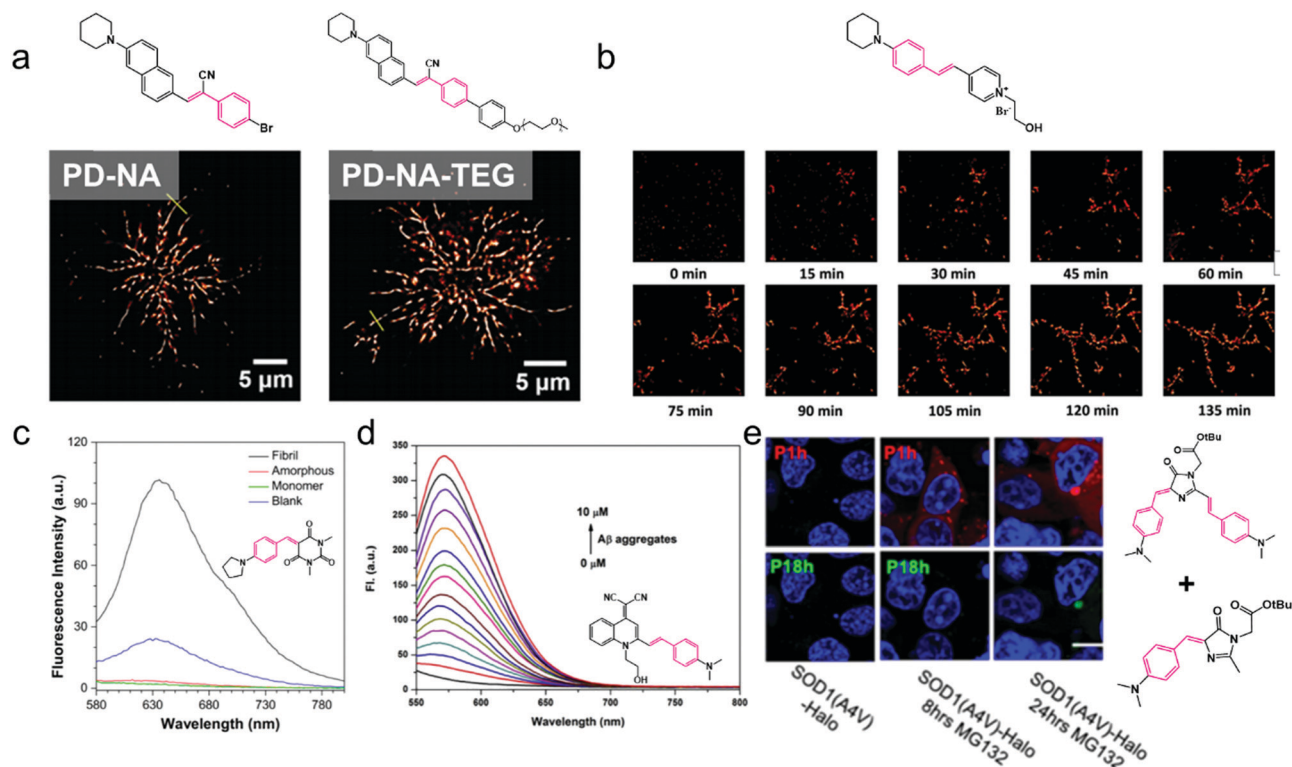 a
N
CN
Br
PD-NA
5 μm
N
CN
O
O
PD-NA-TEG
5 μm
b
N
N+
Br-
OH
0 min
15 min
30 min
45 min
60 min
75 min
90 min
105 min
120 min
135 min
c
Fluorescence Intensity (a.u.)
120
90
60
30
0
580
630
680
730
780
Wavelength (nm)
Fibril
Amorphous
Monomer
Blank
N
O
N
O
N
O
d
Fl. (a.u.)
350
300
250
200
150
100
50
0
550
600
650
700
750
800
Wavelength (nm)
10 μM
Aβ aggregates
0 μM
NC
CN
N
OH
N
e
P1h
P1h
P18h
P18h
SOD1(A4V)
-Halo
SOD1(A4V)-Halo
8hrs MG132
SOD1(A4V)-Halo
24hrs MG132
OtBu
O
O
N
N
N
N
+
O
OtBu
O
N
N
N